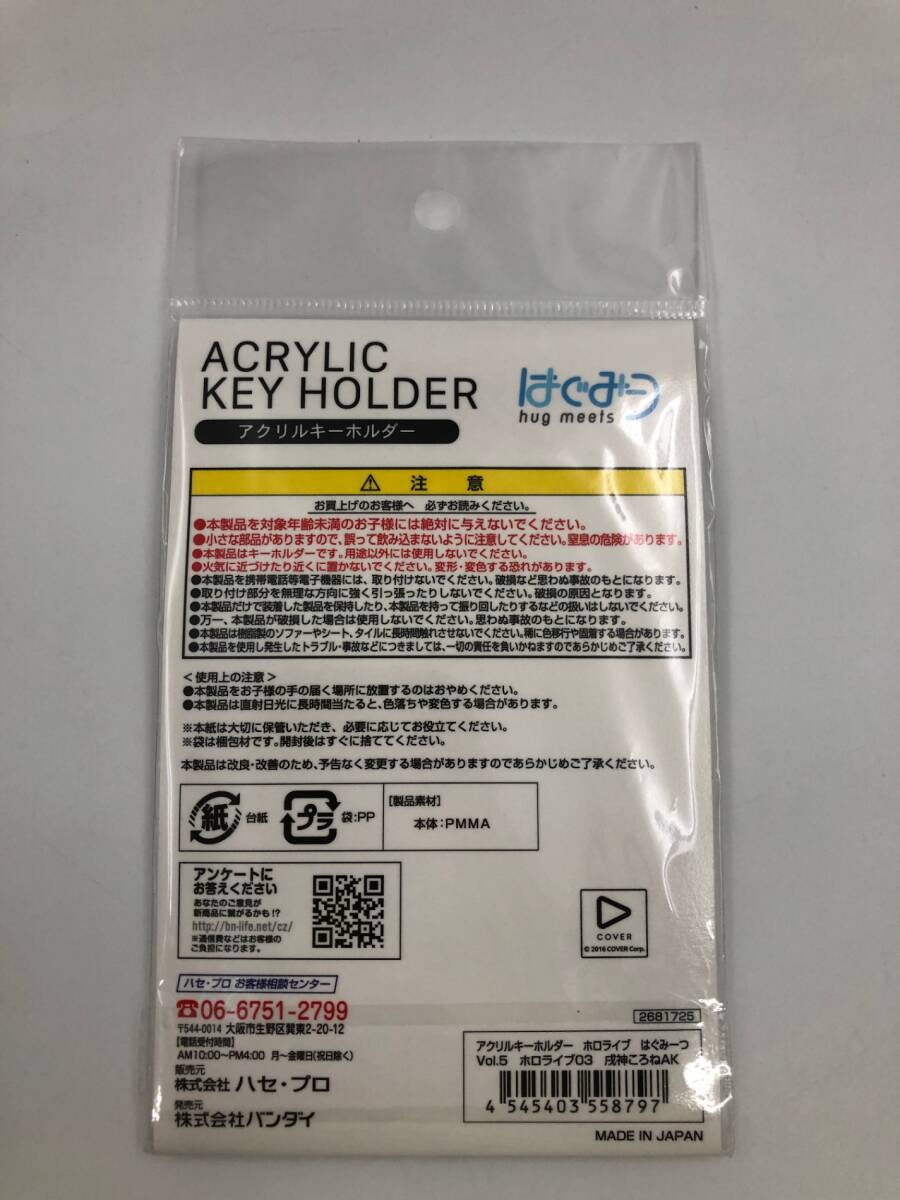 ACRYLIC
KEY HOLDER
はぐみーつ
hug meets
アクリルキーホルダー
注 意
お買上げのお客様へ 必ずお読みください。
●本製品を対象年齢未満のお子様には絶対に与えないでください。
●小さな部品がありますので、誤って飲み込まないように注意してください。窒息の危険があります。
●本製品はキーホルダーです。用途以外には使用しないでください。
●火気に近づけたり近くに置かないでください。変形・変色する恐れがあります。
●本製品を携帯電話等電子機器には、取り付けないでください。破損など思わぬ事故のもとになります。
●取り付け部分を無理な方向に強く引っ張ったりしないでください。破損の原因となります。
●本製品だけで装着した製品を保持したり、本製品を持って振り回したりするなどの扱いはしないでください。
●万一、本製品が破損した場合は使用しないでください。思わぬ事故のもとになります。
●本製品は樹脂製のソファーやシート、タイルに長時間触れさせないでください。稀に色移行や固着する場合があります。
●本製品を使用し発生したトラブル・事故などにつきましては、一切の責任を負いかねますのであらかじめご了承ください。
<使用上の注意>
●本製品をお子様の手の届く場所に放置するのはおやめください。
●本製品は直射日光に長時間当たると、色落ちや変色する場合があります。
※本紙は大切に保管いただき、必要に応じてお役立てください。
※袋は梱包材です。開封後はすぐに捨ててください。
本製品は改良・改善のため、予告なく変更する場合がありますのであらかじめご了承ください。
紙 台紙 プラ 袋:PP
[製品素材]
本体:PMMA
アンケートに
お答えください
あなたのご意見が
新商品に繋がるかも!?
http://bn-life.net/cz/
※通信費などはお客様の
ご負担になります。
COVER
© 2016 COVER Corp.
ハセ・プロ お客様相談センター
☎06-6751-2799
〒544-0014 大阪市生野区巽東2-20-12
【電話受付時間】
AM10:00〜PM4:00 月〜金曜日(祝日除く)
販売元
株式会社 ハセ・プロ
発売元
株式会社バンダイ
2681725
アクリルキーホルダー ホロライブ はぐみーつ
Vol.5 ホロライブ03 戌神ころねAK
4 545403 558797
MADE IN JAPAN